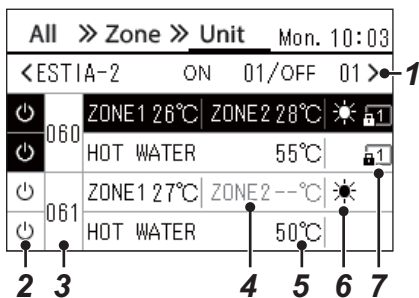 All » Zone » Unit Mon. 10:03
<ESTIA-2 ON 01/OFF 01> 1
060 ZONE1 26℃ ZONE2 28℃ 1
HOT WATER 55℃ 1
061 ZONE1 27℃ ZONE2 --℃
HOT WATER 50℃
2 3 4 5 6 7